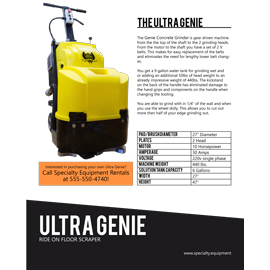 THE ULTRA GENIE
The Genie Concrete Grinder is gear driven machine
from the top of the shaft to the 2 grinding heads.
From the motor to the shaft you have a set of 2 V
belts. This makes for easy replacement of the belts
and eliminates the need for lengthy tower belt chang-
es.
You get a 9 gallon water tank for grinding wet and
or adding an additional 50lbs of head weight to an
already impressive weight of 440lbs. The kickstand
on the back of the handle has eliminated damage to
the hand grips and components on the handle when
changing the tooling.
You are able to grind with in 1/4" of the wall and when
you use the wheel dolly. This allows you to cut out
more then half of your edge grinding out.
PAD/BRUSH DIAMETER 27" Diameter
PLATES 2 Head
MOTOR 10 Horsepower
AMPERAGE 30 Amps
VOLTAGE 220v single phase
MACHINE WEIGHT 440 lbs.
SOLUTION TANK CAPACITY 6 Gallons
WIDTH 27"
HEIGHT 47"
Interested in purchasing your own Ultra Genie?
Call Specialty Equipment Rentals
at 555-550-4740!
ULTRA GENIE
RIDE ON FLOOR SCRAPER
www.specialty.equipment